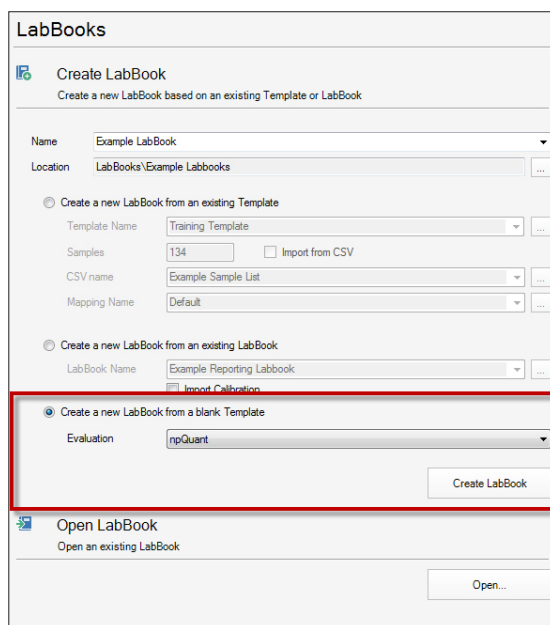 LabBooks
Create LabBook
Create a new LabBook based on an existing Template or LabBook
Name Example LabBook
Location LabBooks\Example Labbooks ...
Create a new LabBook from an existing Template
Template Name Training Template ...
Samples 134 Import from CSV
CSV name Example Sample List ...
Mapping Name Default ...
Create a new LabBook from an existing LabBook
LabBook Name Example Reporting Labbook ...
Import Calibration
Create a new LabBook from a blank Template
Evaluation npQuant
Create LabBook
Open LabBook
Open an existing LabBook
Open...